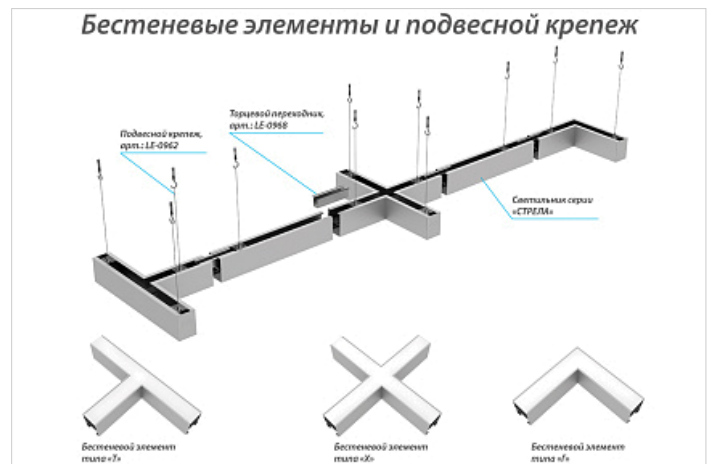 Бестеневые элементы и подвесной крепеж
Торцевой переходник,
арт.: LE-0968
Подвесной крепеж,
арт.: LE-0962
Светильник серии
«СТРЕЛА»
Бестеневой элемент
типа «Т»
Бестеневой элемент
типа «Х»
Бестеневой элемент
типа «Г»